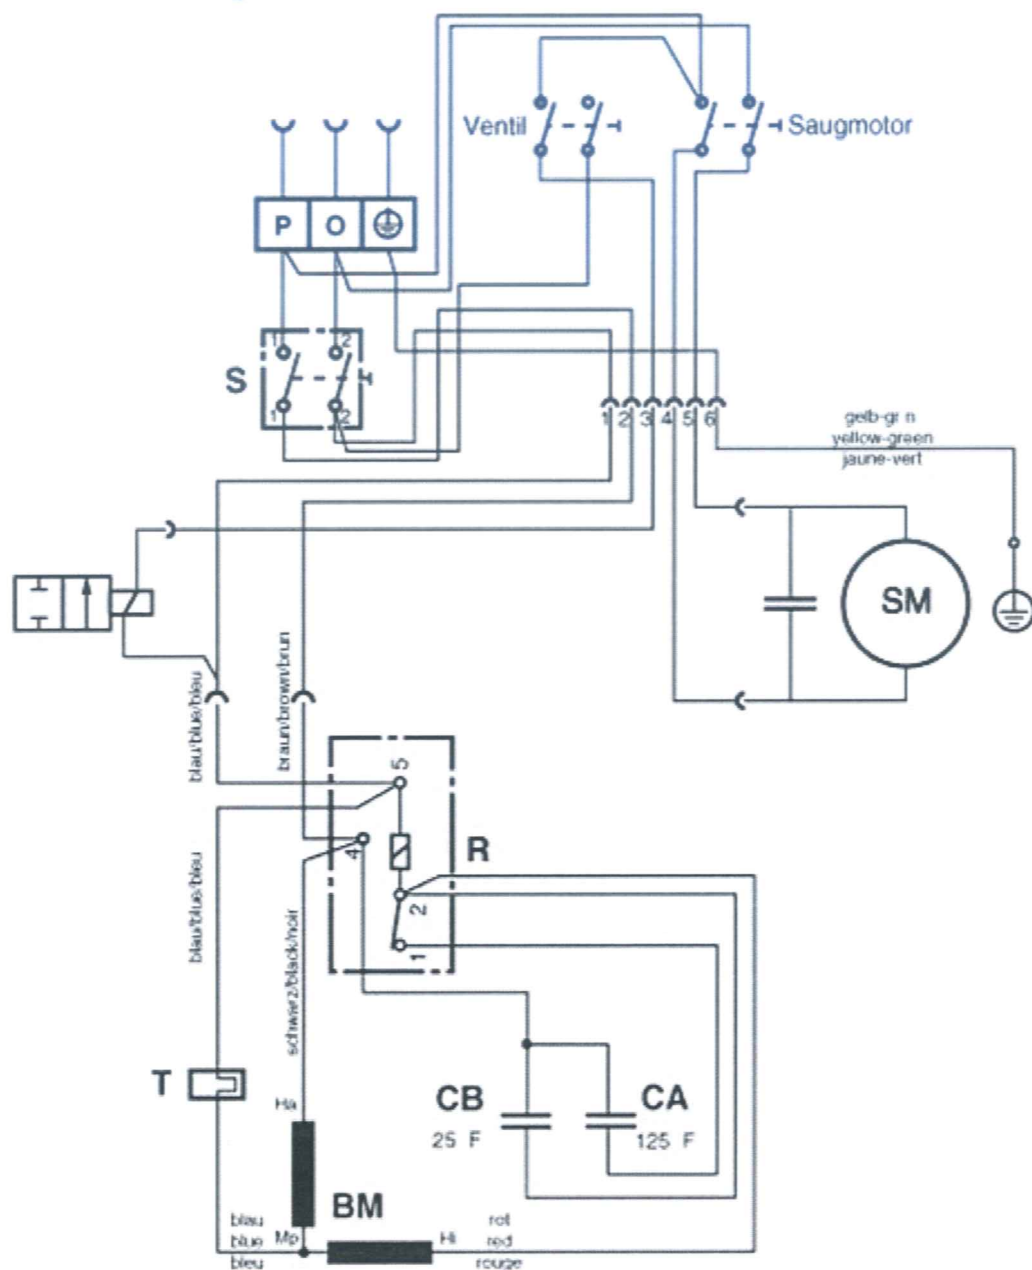 Ventil
Saugmotor
P O
1 2
S
1 2
1 2 3 4 5 6
gelb-gr n
yellow-green
jaune-vert
SM
blau/blue/bleu
braun/brown/brun
5
4
R
2
1
blau/blue/bleu
schwarz/black/noir
T
Ha
CB
25 F
CA
125 F
BM
blau
blue
bleu
Mp
Hi
rot
red
rouge